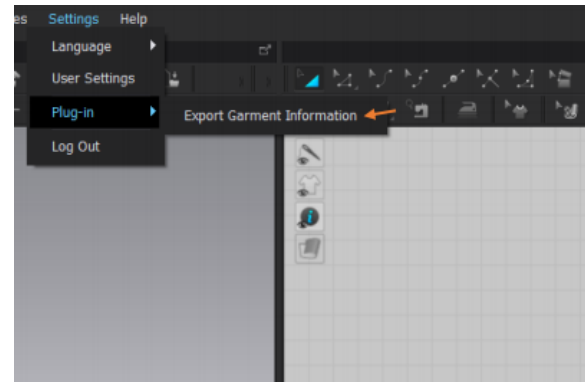 es Settings Help
Language
User Settings
Plug-in
Export Garment Information
Log Out